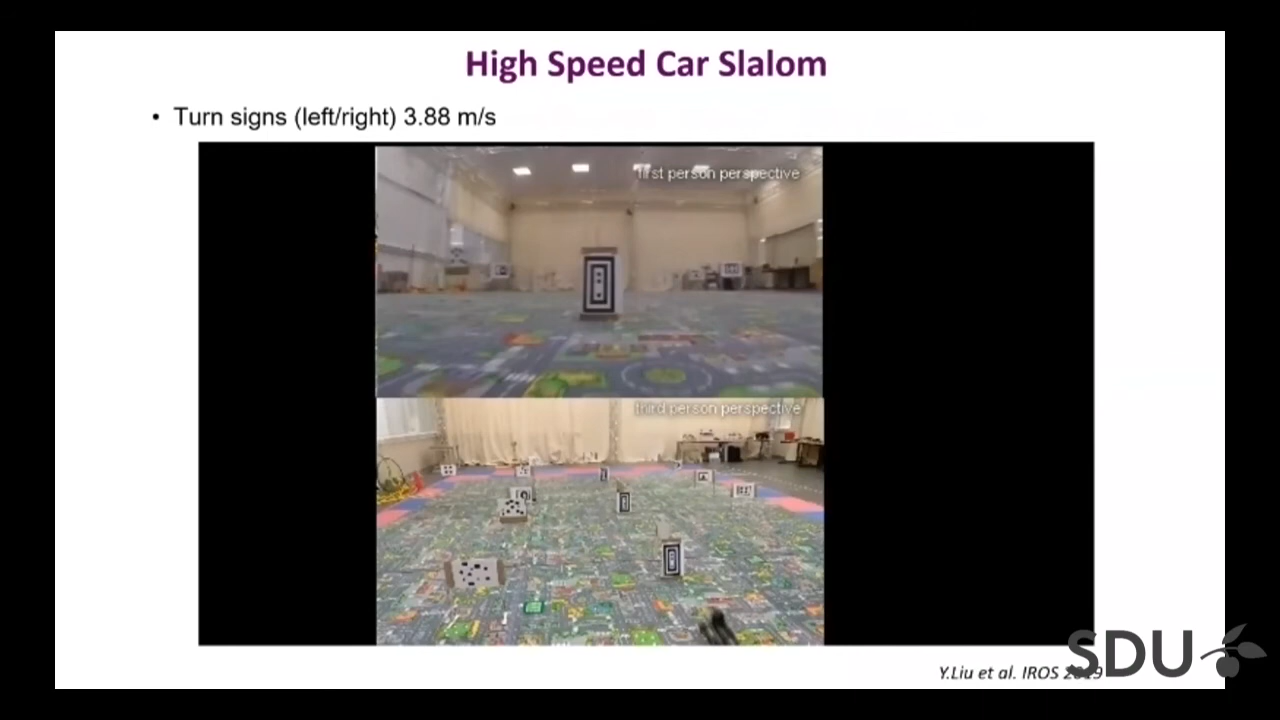 High Speed Car Slalom
• Turn signs (left/right) 3.88 m/s
first person perspective
third person perspective
Y.Liu et al. IROS 2019
SDU